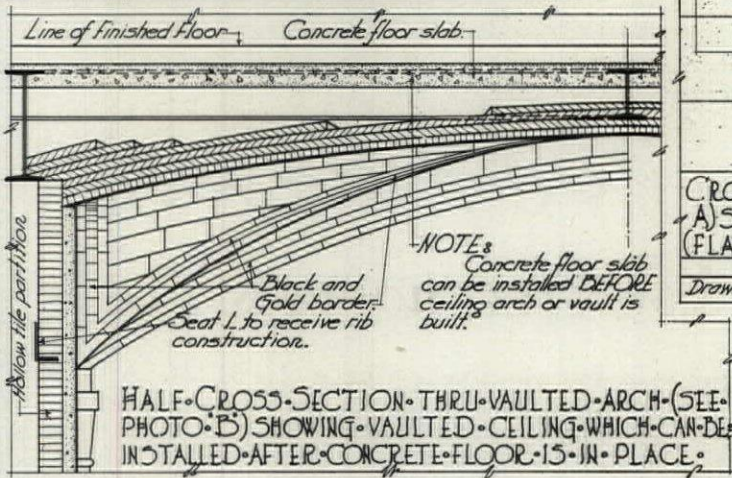 Line of finished floor
Concrete floor slab
Hollow tile partition
NOTE:
Concrete floor slab
can be installed BEFORE
ceiling arch or vault is
built.
Black and
Gold border.
Seat L to receive rib
construction.
HALF·CROSS·SECTION·THRU·VAULTED·ARCH·(SEE·
PHOTO·B')SHOWING·VAULTED·CEILING·WHICH·CAN·BE·
INSTALLED·AFTER·CONCRETE·FLOOR·IS·IN·PLACE·
CRO
A) S
(FLA
Draw